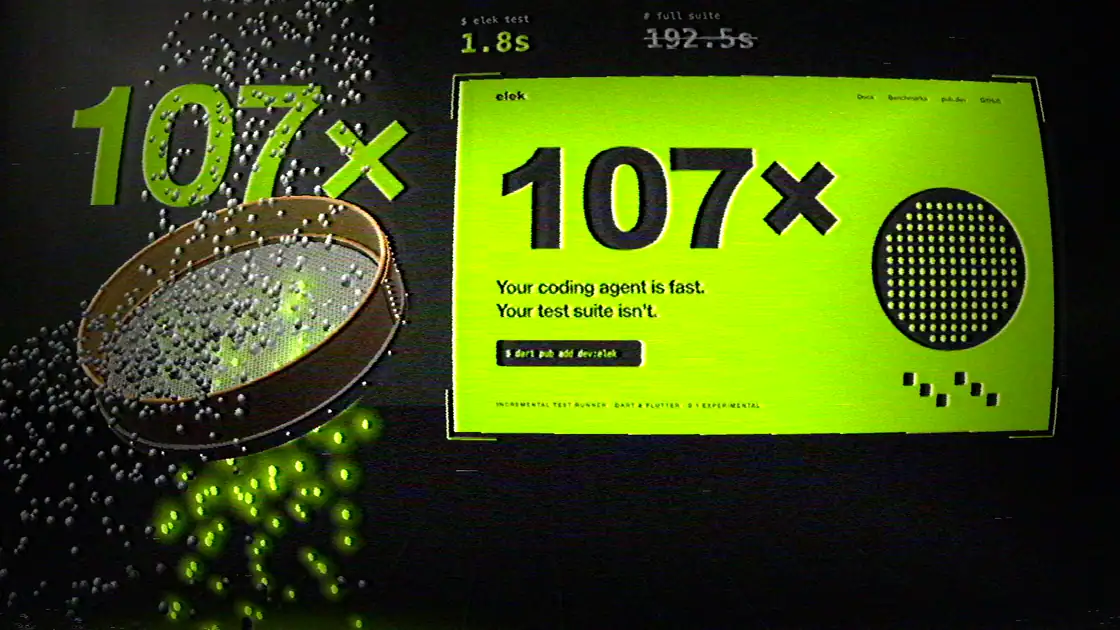 $ elek test
1.8s
# full suite
192.5s
107×
elek
Docs Benchmarks pub.dev GitHub
107×
Your coding agent is fast.
Your test suite isn't.
$ dart pub add dev:elek
INCREMENTAL TEST RUNNER DART & FLUTTER 0.1 EXPERIMENTAL